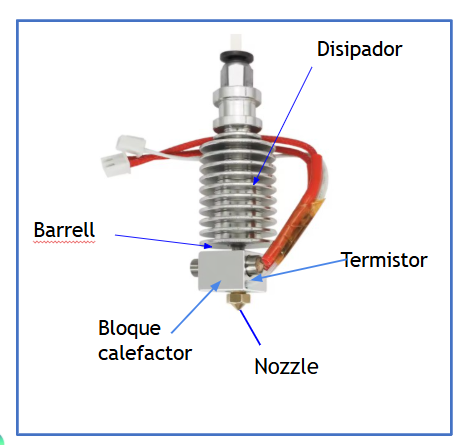 Disipador
Barrell
Termistor
Bloque
calefactor
Nozzle